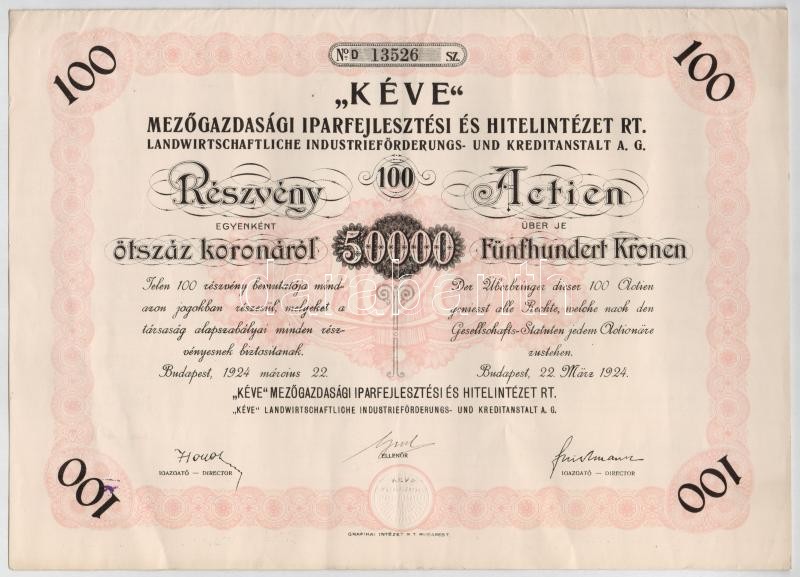 100
100
No. D 13526 SZ.
„KÉVE"
MEZŐGAZDASÁGI IPARFEJLESZTÉSI ÉS HITELINTÉZET RT.
LANDWIRTSCHAFTLICHE INDUSTRIEFÖRDERUNGS- UND KREDITANSTALT A. G.
Részvény 100 Actien
EGYENKÉNT
ÜBER JE
ötszáz koronáról 50000 Fünfhundert Kronen
Jelen 100 részvény bemutatója mind-
azon jogokban részesül, melyeket a
társaság alapszabályai minden rész-
vényesnek biztosítanak.
Budapest, 1924 március 22.
Der Überbringer dieser 100 Actien
geniesst alle Rechte, welche nach den
Gesellschafts-Statuten jedem Actionäre
zustehen.
Budapest, 22. März 1924.
darabanth
„KÉVE" MEZŐGAZDASÁGI IPARFEJLESZTÉSI ÉS HITELINTÉZET RT.
„KÉVE" LANDWIRTSCHAFTLICHE INDUSTRIEFÖRDERUNGS- UND KREDITANSTALT A. G.
IGAZGATÓ — DIRECTOR
ELLENŐR
IGAZGATÓ — DIRECTOR
100
100
GRAFIKAI INTÉZET R.T. BUDAPEST.